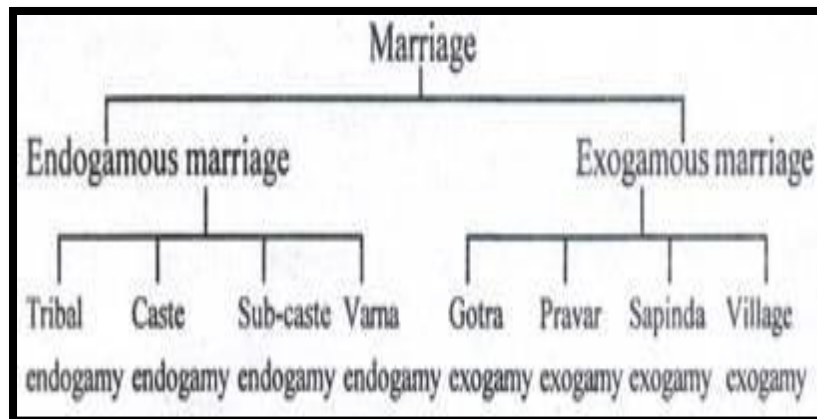 Marriage
Endogamous marriage Exogamous marriage
Tribal Caste Sub-caste Varna Gotra Pravar Sapinda Village
endogamy endogamy endogamy endogamy exogamy exogamy exogamy exogamy